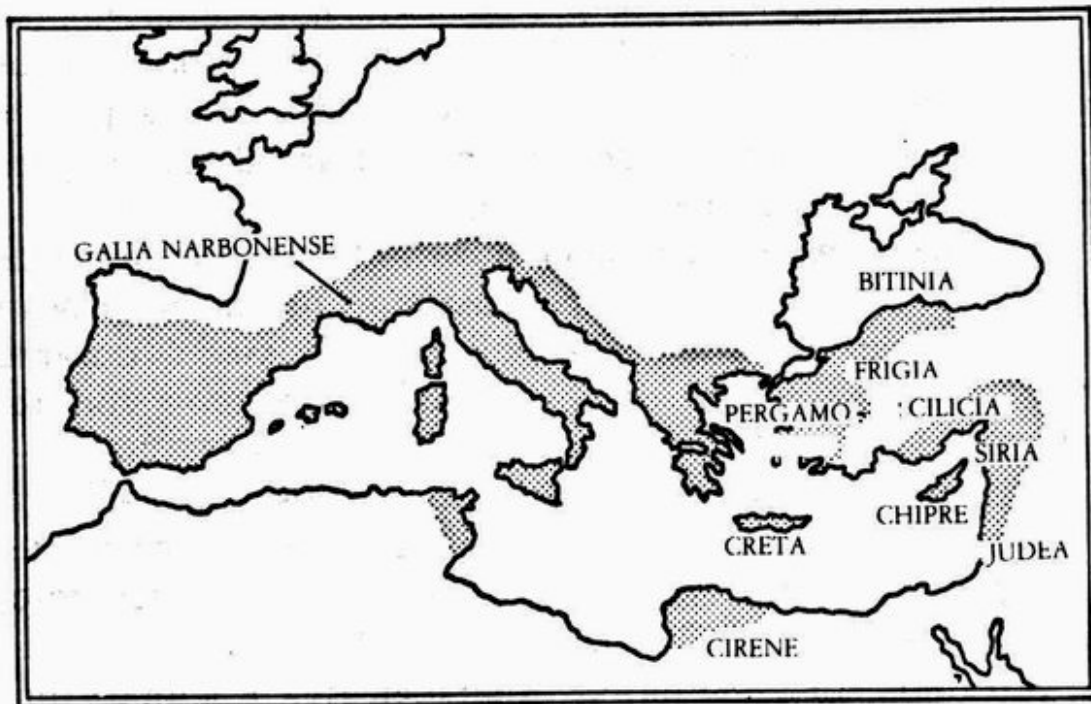 GALIA NARBONENSE
BITINIA
FRIGIA
PERGAMO
CILICIA
SIRIA
CHIPRE
CRETA
JUDEA
CIRENE